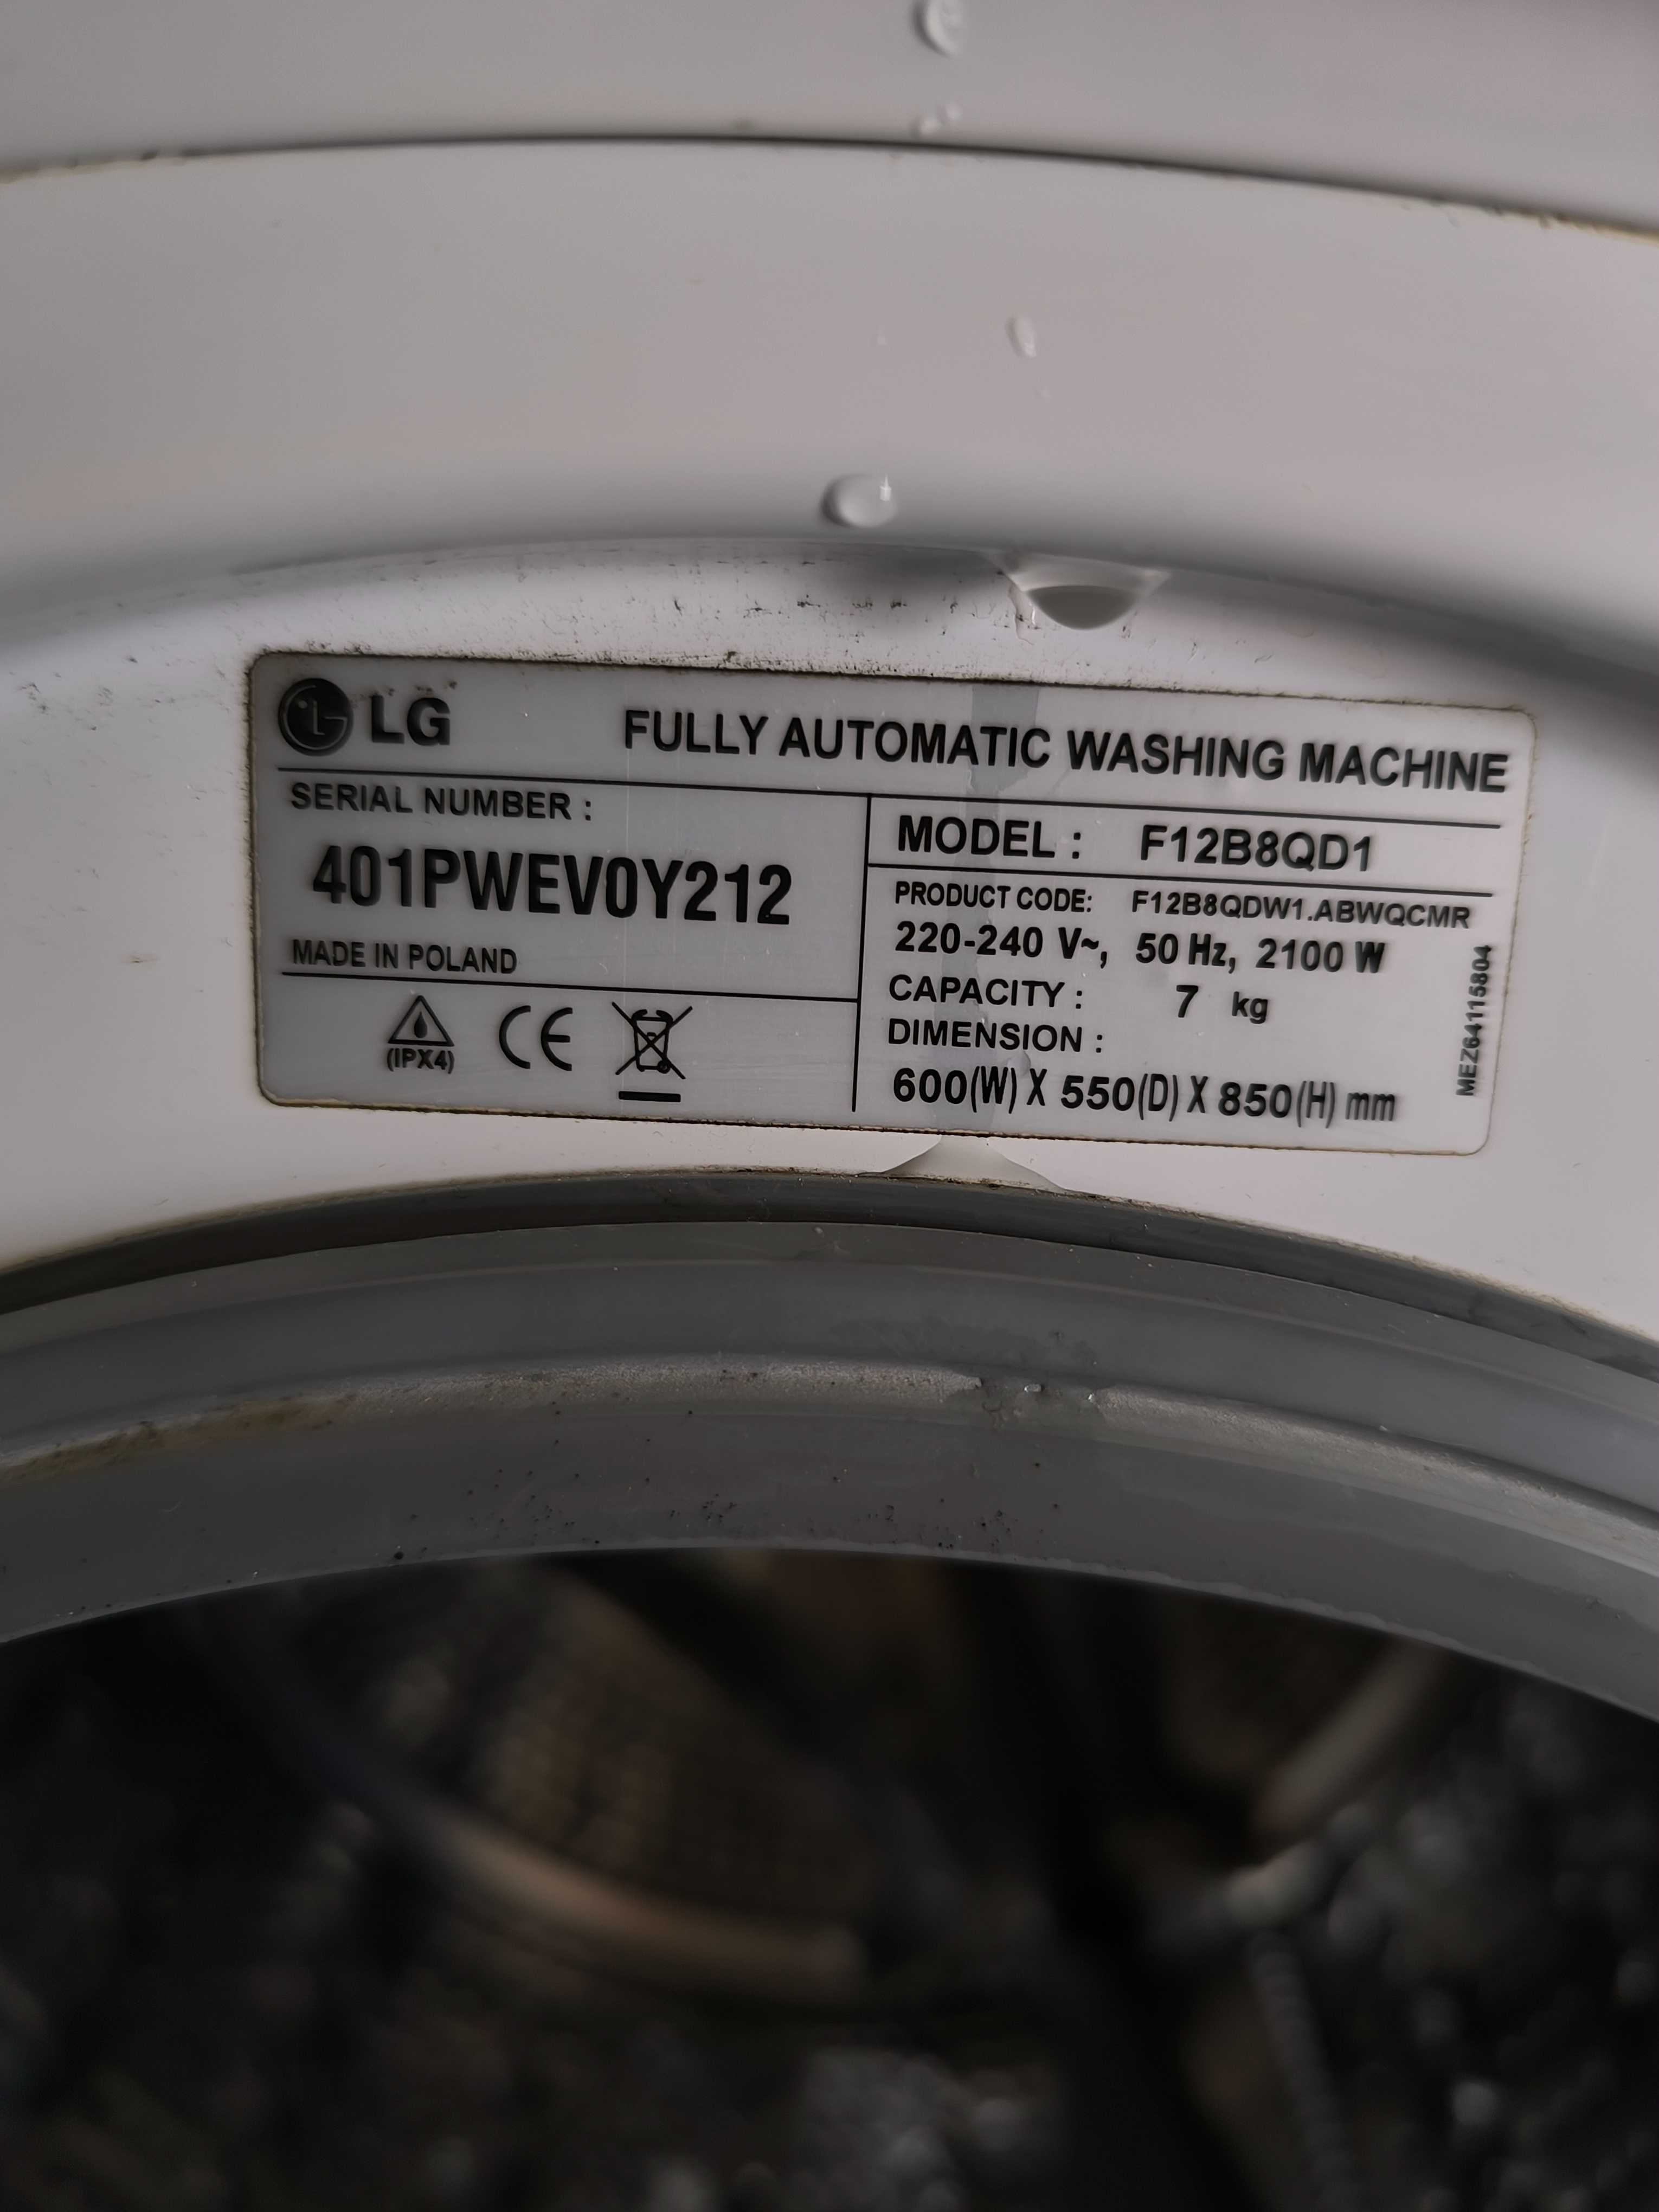 LG FULLY AUTOMATIC WASHING MACHINE
SERIAL NUMBER :
401PWEV0Y212
MADE IN POLAND
(IPX4) CE
MODEL : F12B8QD1
PRODUCT CODE: F12B8QDW1.ABWQCMR
220-240 V~, 50 Hz, 2100 W
CAPACITY : 7 kg
DIMENSION :
600(W) X 550(D) X 850(H) mm
MEZ64115804